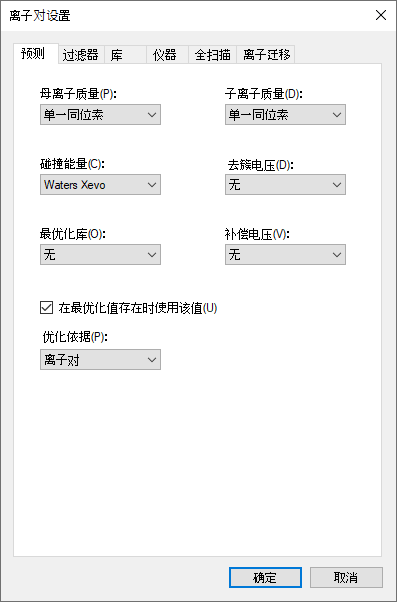 离子对设置
预测 过滤器 库 仪器 全扫描 离子迁移
母离子质量(P): 子离子质量(D):
单一同位素 单一同位素
碰撞能量(C): 去簇电压(D):
Waters Xevo 无
最优化库(O): 补偿电压(V):
无 无
在最优化值存在时使用该值(U)
优化依据(P):
离子对
确定 取消